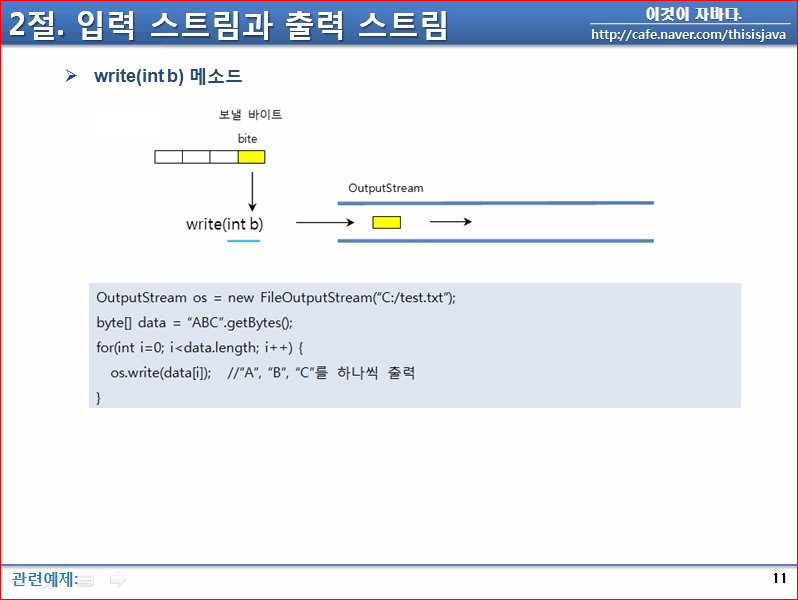 2절. 입력 스트림과 출력 스트림
이것이 자바다.
http://cafe.naver.com/thisisjava
write(int b) 메소드
보낼 바이트
bite
OutputStream
write(int b)
OutputStream os = new FileOutputStream("C:/test.txt");
byte[] data = "ABC".getBytes();
for(int i=0; i<data.length; i++) {
os.write(data[i]); //"A", "B", "C"를 하나씩 출력
}
관련예제:
11